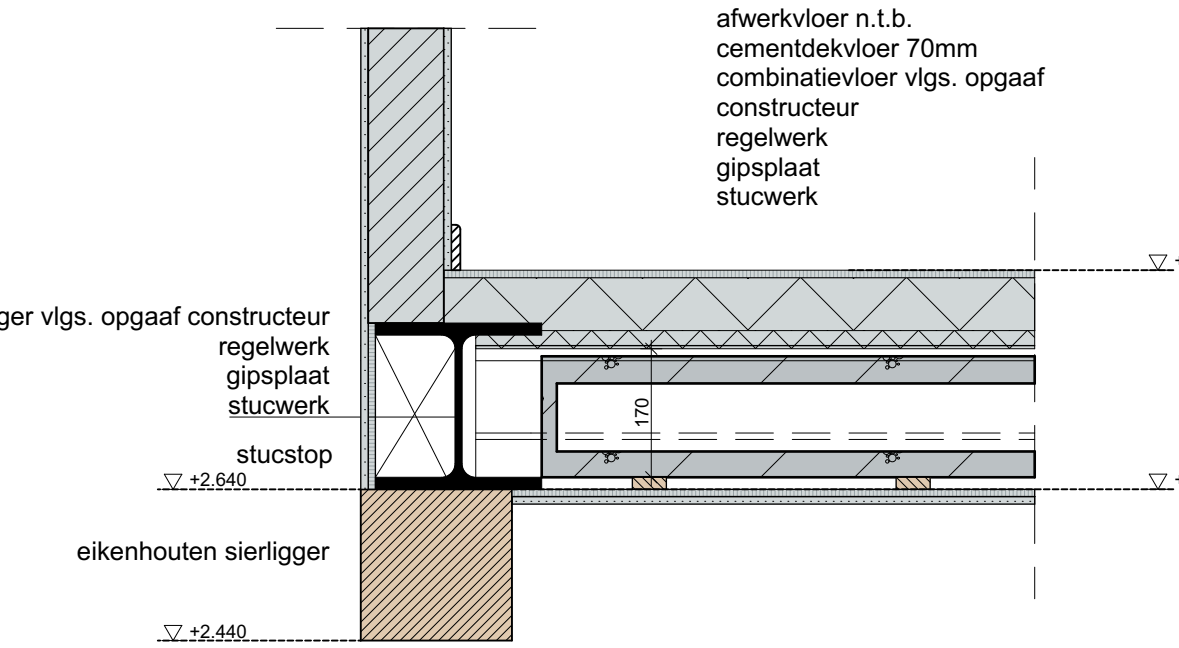 afwerkvloer n.t.b.
cementdekvloer 70mm
combinatievloer vlgs. opgaaf
constructeur
regelwerk
gipsplaat
stucwerk
vlgs. opgaaf constructeur
regelwerk
gipsplaat
stucwerk
stucstop
+2.640
eikenhouten sierligger
+2.440
170
+
+